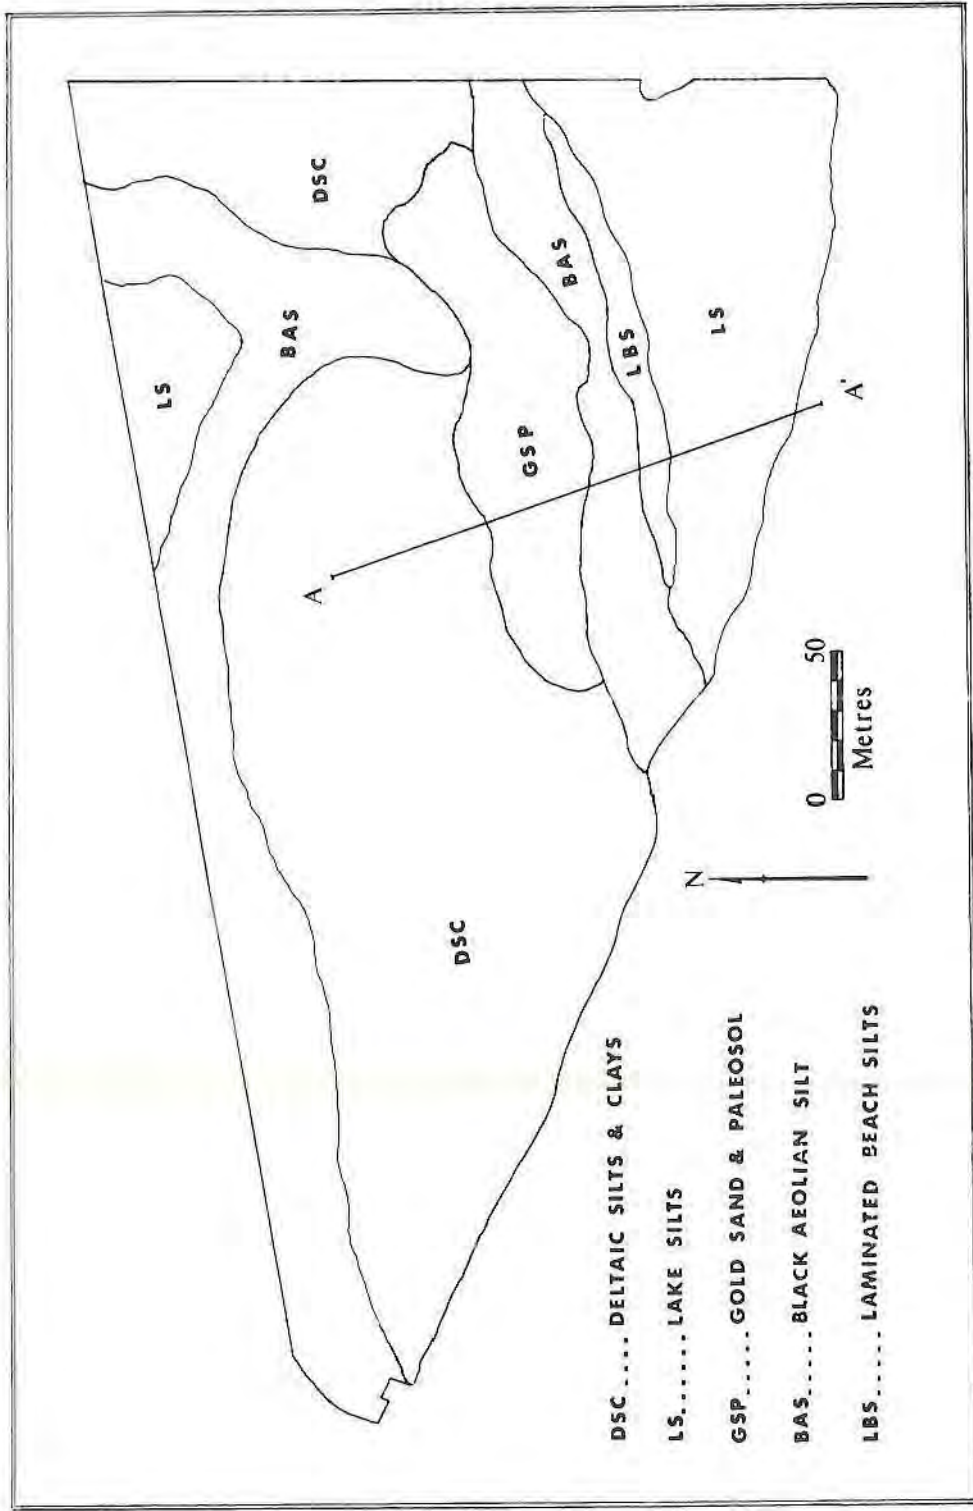 LS
BAS
DSC
A
DSC
GSP
BAS
LBS
LS
A'
N
0 50
Metres
DSC..... DELTAIC SILTS & CLAYS
LS....... LAKE SILTS
GSP..... GOLD SAND & PALEOSOL
BAS..... BLACK AEOLIAN SILT
LBS..... LAMINATED BEACH SILTS